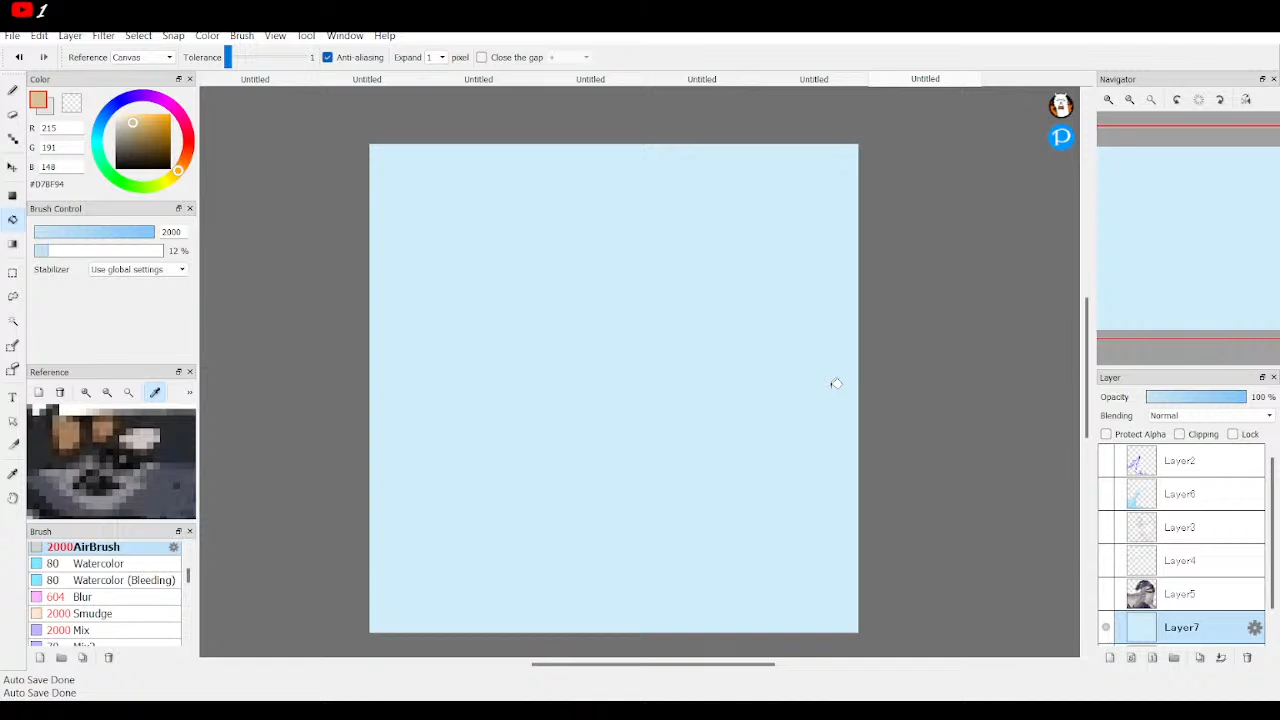 1
File Edit Layer Filter Select Snap Color Brush View Tool Window Help
Reference Canvas Tolerance 1 Anti-aliasing Expand 1 pixel Close the gap
Color
Untitled Untitled Untitled Untitled Untitled Untitled Untitled
Navigator
R 215
G 191
B 148
#D7BF94
Brush Control
2000
12 %
Stabilizer Use global settings
Reference
Layer
Opacity 100 %
Blending Normal
Protect Alpha Clipping Lock
Layer2
Layer6
Layer3
Layer4
Layer5
Layer7
Brush
2000 AirBrush
80 Watercolor
80 Watercolor (Bleeding)
604 Blur
2000 Smudge
2000 Mix
Auto Save Done
Auto Save Done